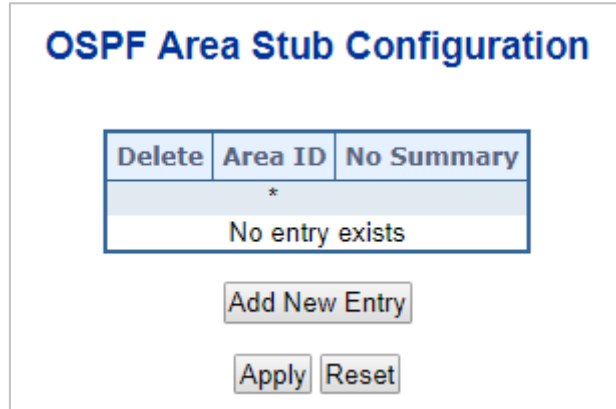 OSPF Area Stub Configuration
Delete Area ID No Summary
*
No entry exists
Add New Entry
Apply Reset